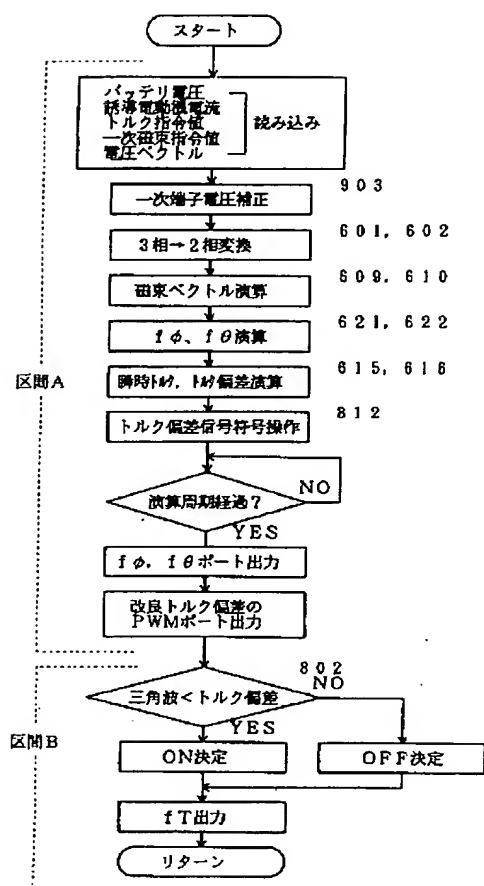 スタート
バッテリ電圧
誘導電動機電流
トルク指令値
一次磁束指令値
電圧ベクトル
読み込み
903
一次端子電圧補正
601, 602
3相→2相変換
609, 610
磁束ベクトル演算
621, 622
fφ、fθ演算
615, 616
瞬時トルク, トルク偏差演算
812
トルク偏差信号符号操作
区間A
演算周期経過?
NO
YES
fφ, fθポート出力
改良トルク偏差の
PWMポート出力
802
三角波<トルク偏差
NO
YES
区間B
ON決定
OFF決定
fT出力
リターン